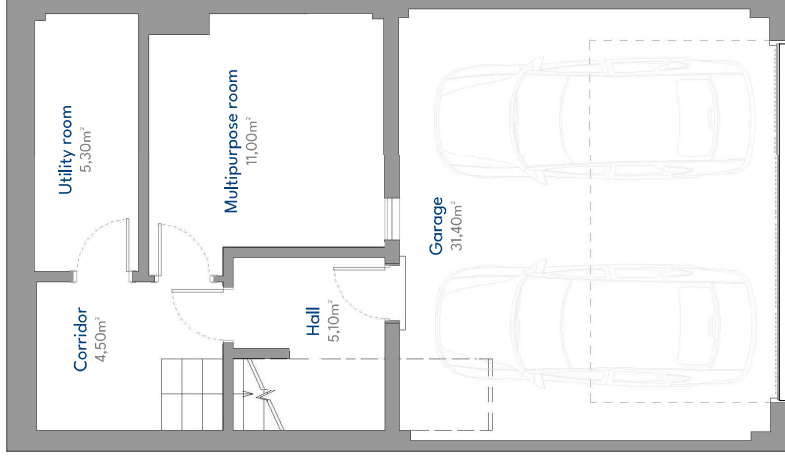 Utility room
5,30m²
Multipurpose room
11,00m²
Garage
31,40m²
Corridor
4,50m²
Hall
5,10m²